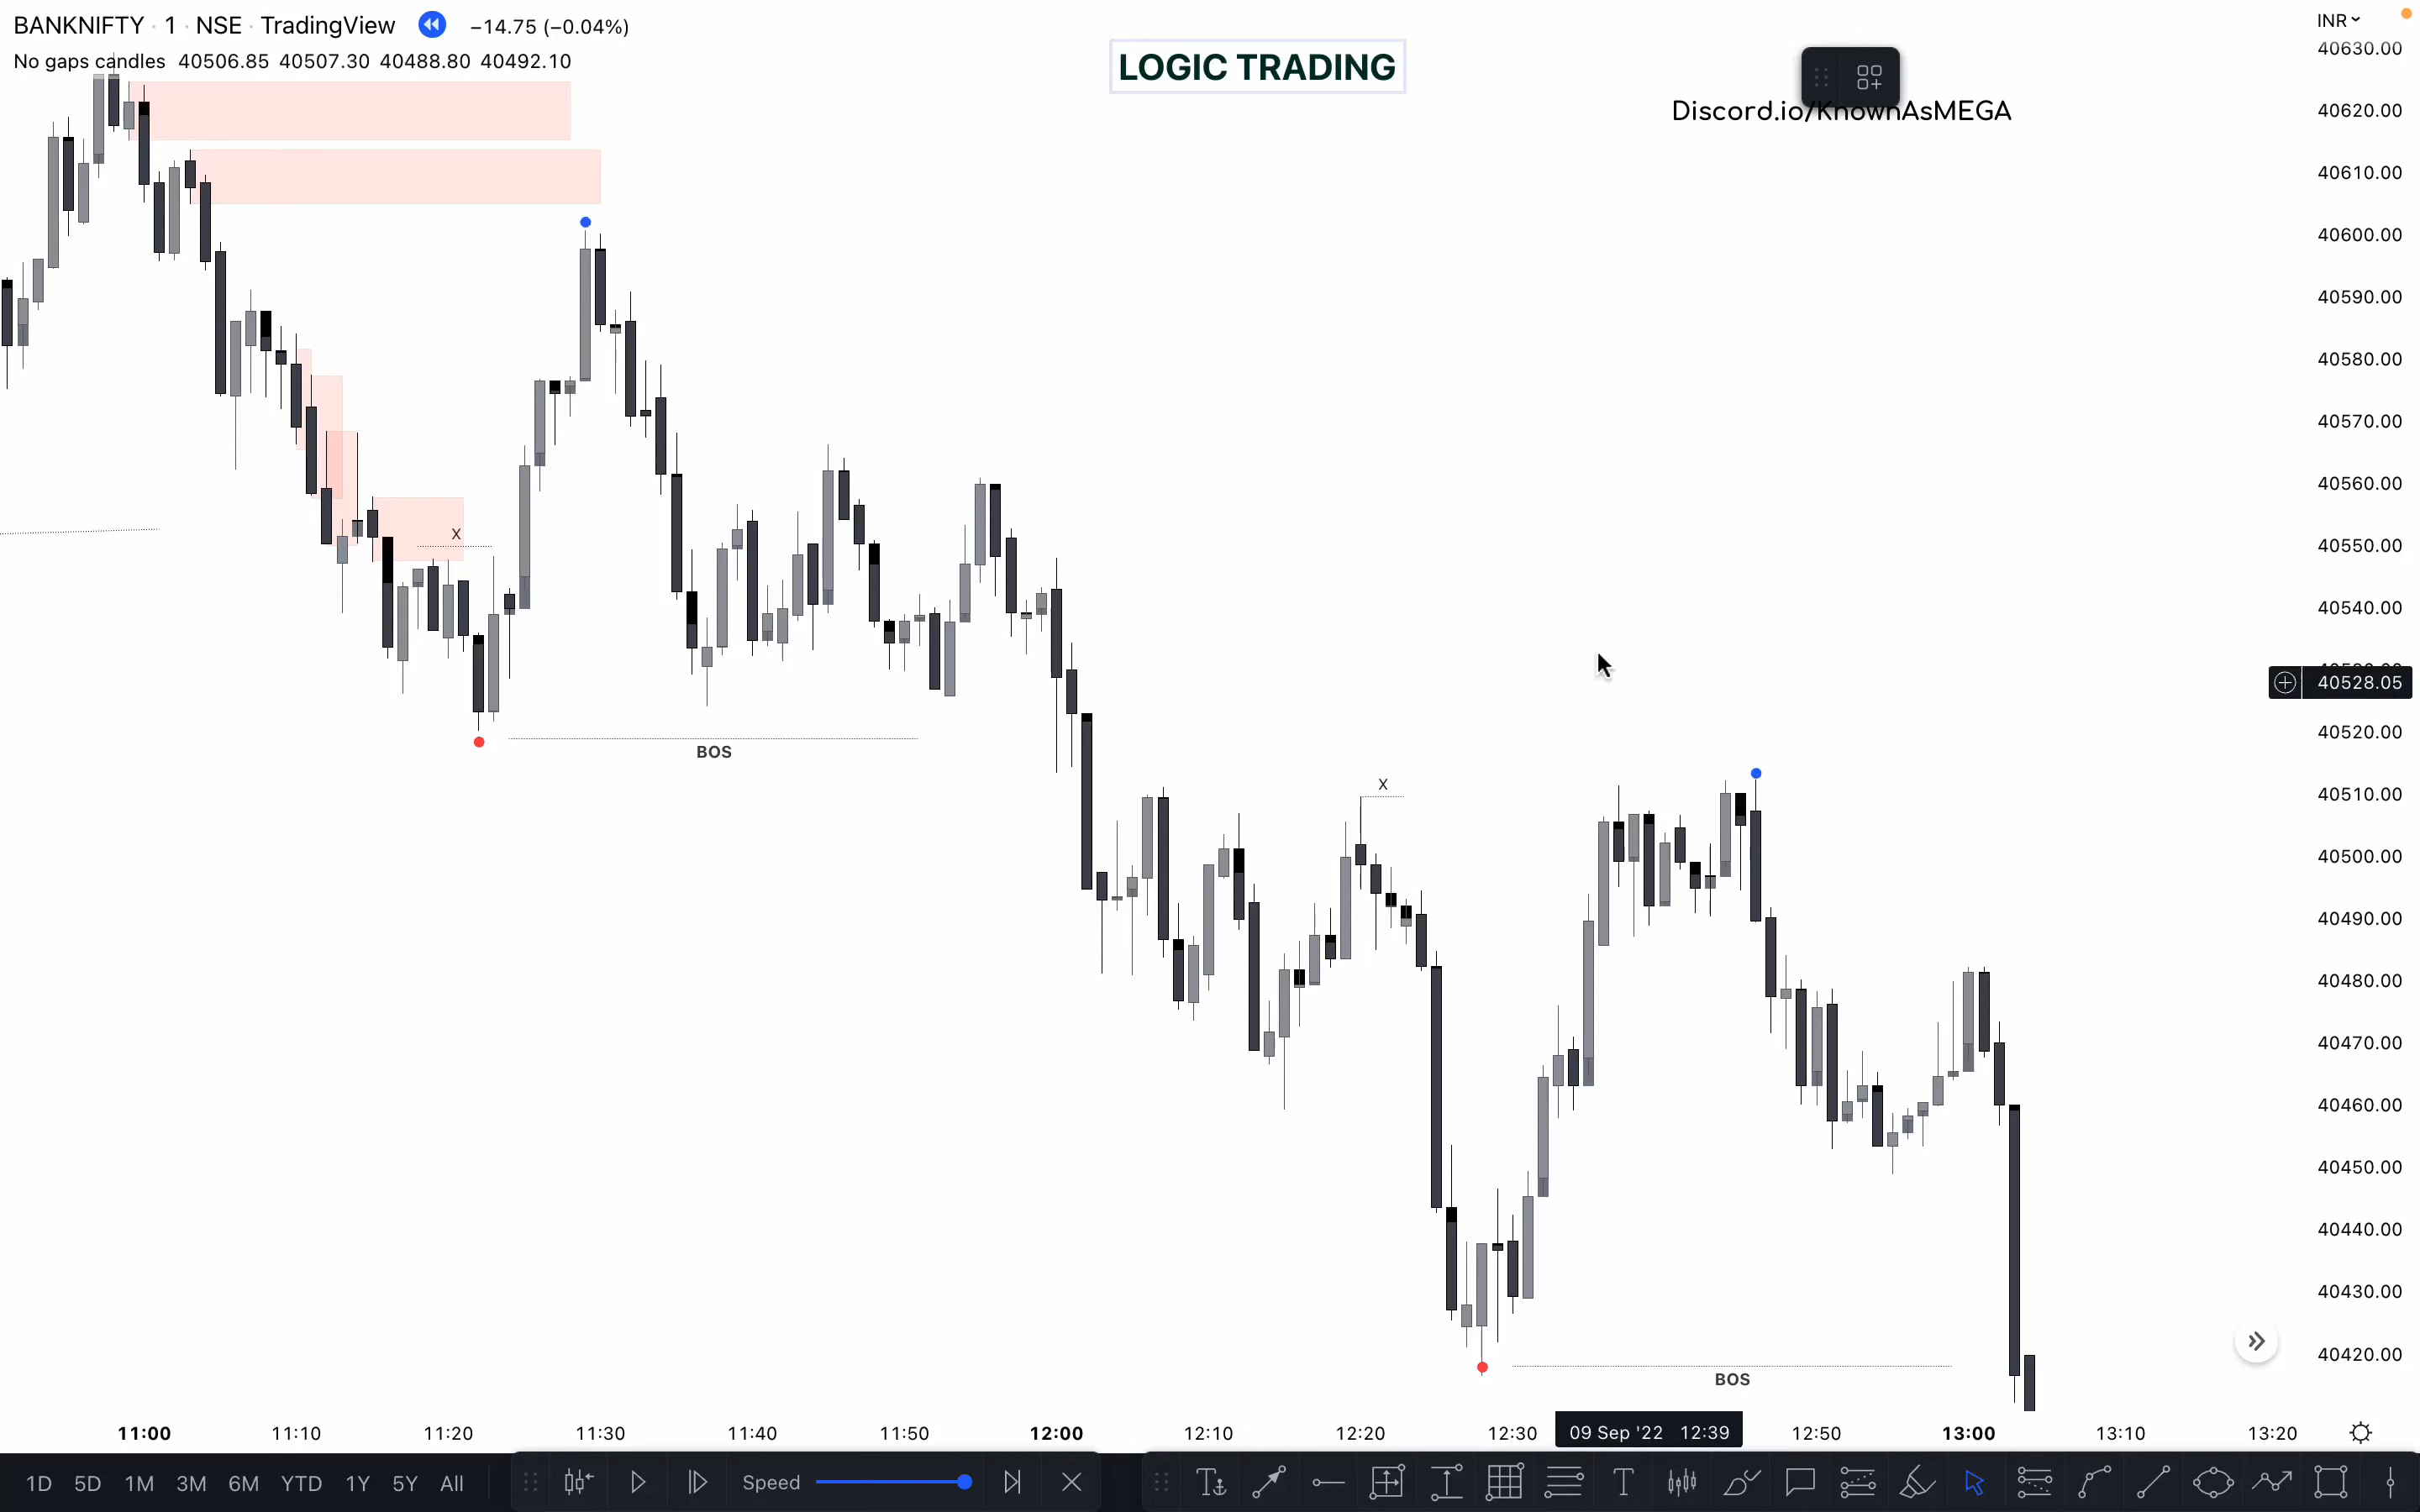 BANKNIFTY · 1 · NSE · TradingView −14.75 (−0.04%)
No gaps candles 40506.85 40507.30 40488.80 40492.10
LOGIC TRADING
Discord.io/KnownAsMEGA
INR
40630.00
40620.00
40610.00
40600.00
40590.00
40580.00
40570.00
40560.00
40550.00
40540.00
40528.05
40520.00
40510.00
40500.00
40490.00
40480.00
40470.00
40460.00
40450.00
40440.00
40430.00
40420.00
X
BOS
X
BOS
11:00 11:10 11:20 11:30 11:40 11:50 12:00 12:10 12:20 12:30 09 Sep '22 12:39 12:50 13:00 13:10 13:20
1D 5D 1M 3M 6M YTD 1Y 5Y All Speed